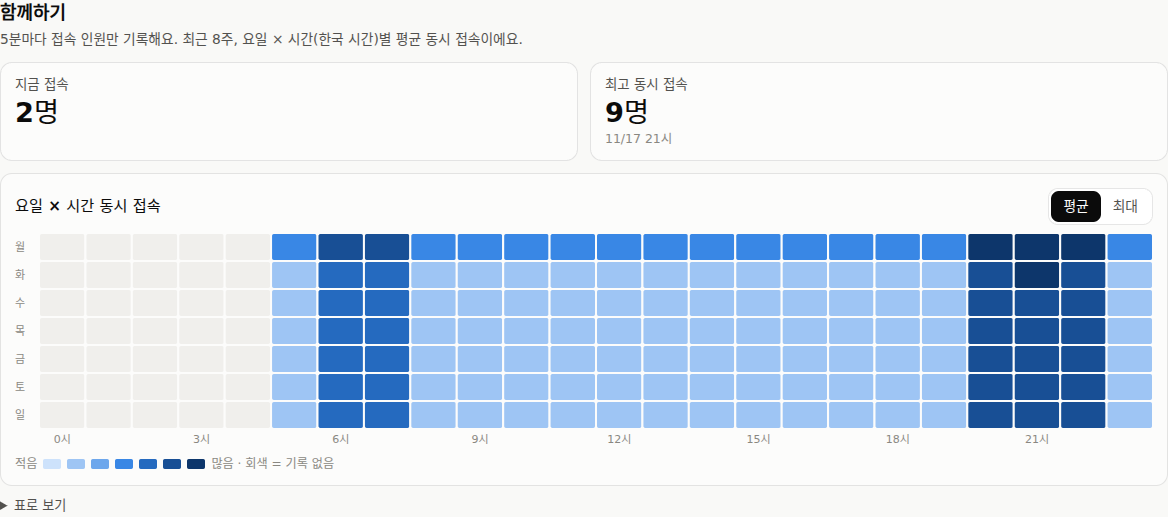 함께하기
5분마다 접속 인원만 기록해요. 최근 8주, 요일 × 시간(한국 시간)별 평균 동시 접속이에요.
지금 접속
2명
최고 동시 접속
9명
11/17 21시
요일 × 시간 동시 접속
평균 최대
월
화
수
목
금
토
일
0시 3시 6시 9시 12시 15시 18시 21시
적음 많음 · 회색 = 기록 없음
▶ 표로 보기